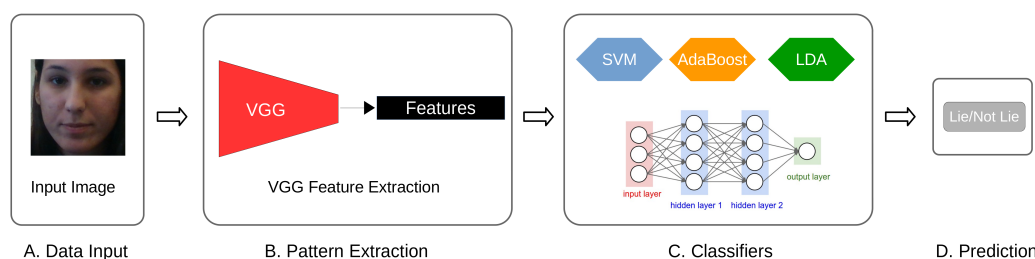 VGG
Features
SVM
AdaBoost
LDA
Lie/Not Lie
Input Image
VGG Feature Extraction
input layer
hidden layer 1
hidden layer 2
output layer
A. Data Input
B. Pattern Extraction
C. Classifiers
D. Prediction